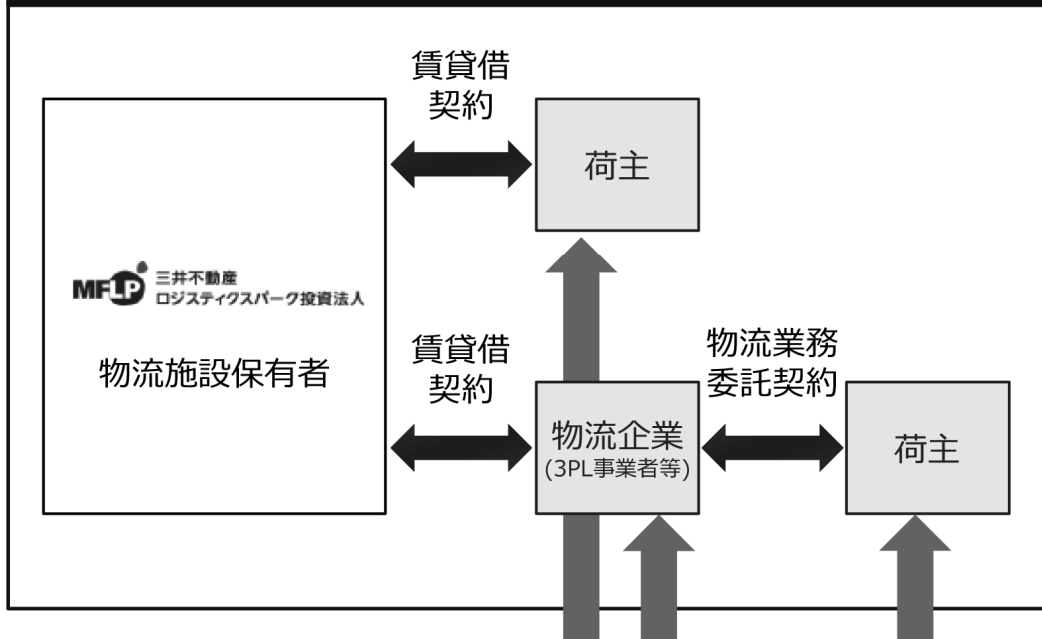 賃貸借
契約
荷主
MFLP
三井不動産
ロジスティクスパーク投資法人
物流施設保有者
賃貸借
契約
物流企業
(3PL事業者等)
物流業務
委託契約
荷主